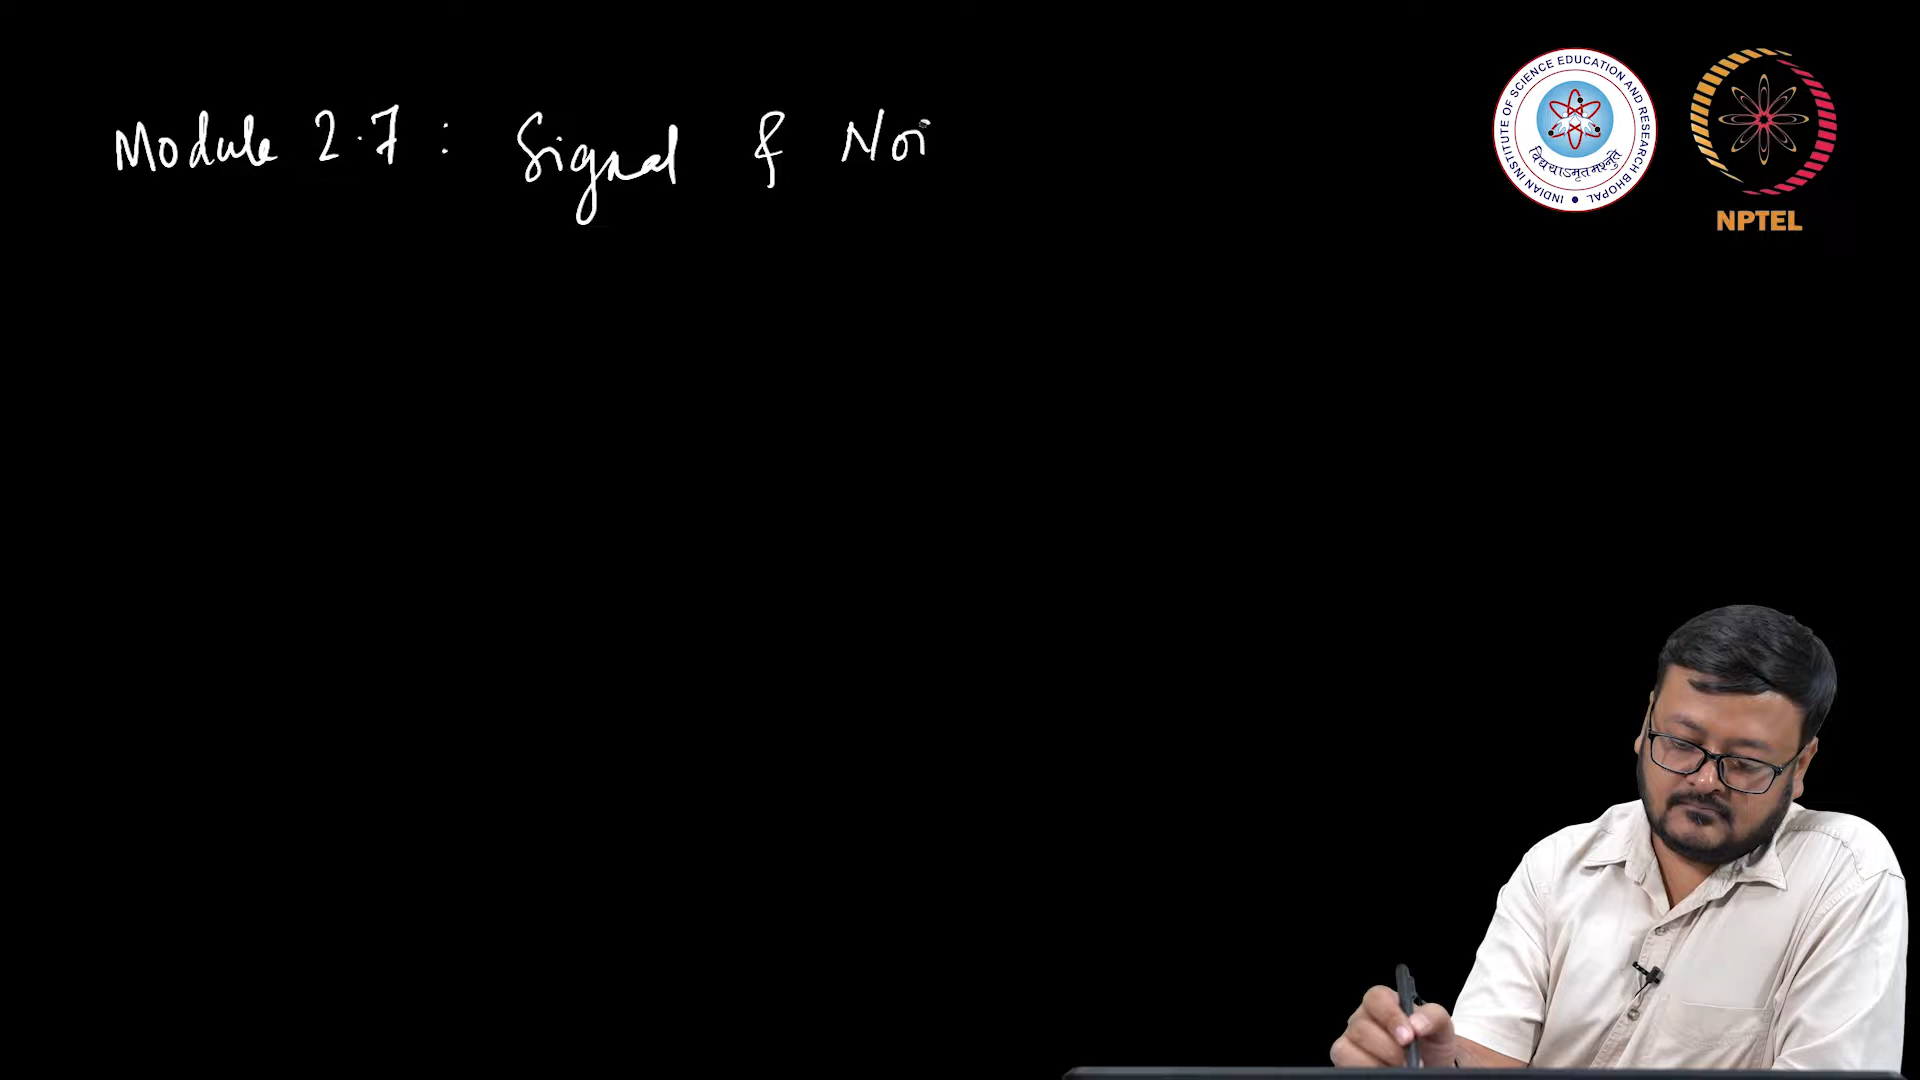 Module 2.7 : Signal & Noi
INDIAN INSTITUTE OF SCIENCE EDUCATION AND RESEARCH BHOPAL
विद्ययाऽमृतमश्नुते
NPTEL